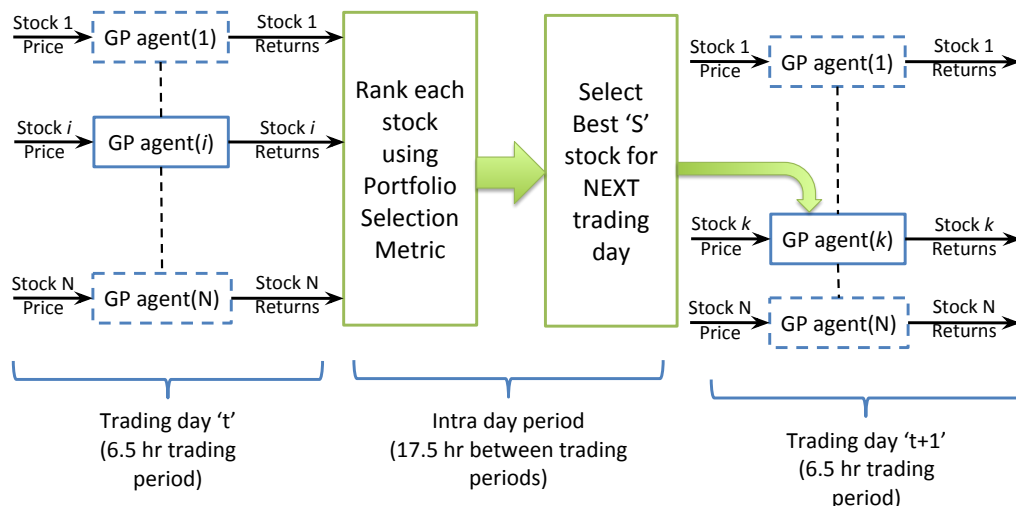 Stock 1
Price
GP agent(1)
Stock 1
Returns
Stock i
Price
GP agent(i)
Stock i
Returns
Stock N
Price
GP agent(N)
Stock N
Returns
Rank each
stock
using
Portfolio
Selection
Metric
Select
Best ‘S’
stock for
NEXT
trading
day
Stock 1
Price
GP agent(1)
Stock 1
Returns
Stock k
Price
GP agent(k)
Stock k
Returns
Stock N
Price
GP agent(N)
Stock N
Returns
Trading day ‘t’
(6.5 hr trading
period)
Intra day period
(17.5 hr between trading
periods)
Trading day ‘t+1’
(6.5 hr trading
period)